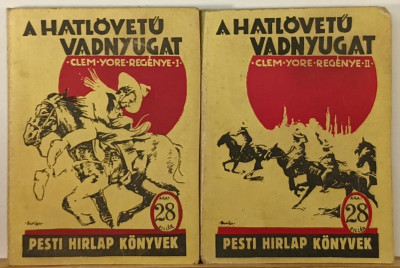 A HATLÖVETŰ
VADNYUGAT
·CLEM·YORE·REGÉNYE·I·
ÁRA
28
FILLÉR
PESTI HIRLAP KÖNYVEK
A HATLÖVETŰ
VADNYUGAT
·CLEM·YORE·REGÉNYE·II·
ÁRA
28
FILLÉR
PESTI HIRLAP KÖNYVEK